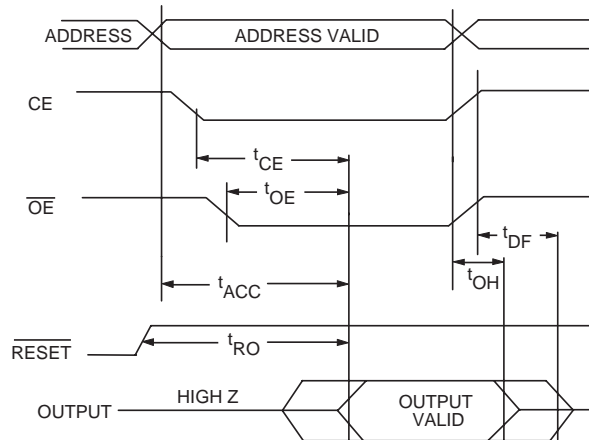 ADDRESS ADDRESS VALID
CE
tCE
OE
tOE
tDF
tOH
tACC
RESET
tRO
OUTPUT HIGH Z OUTPUT VALID